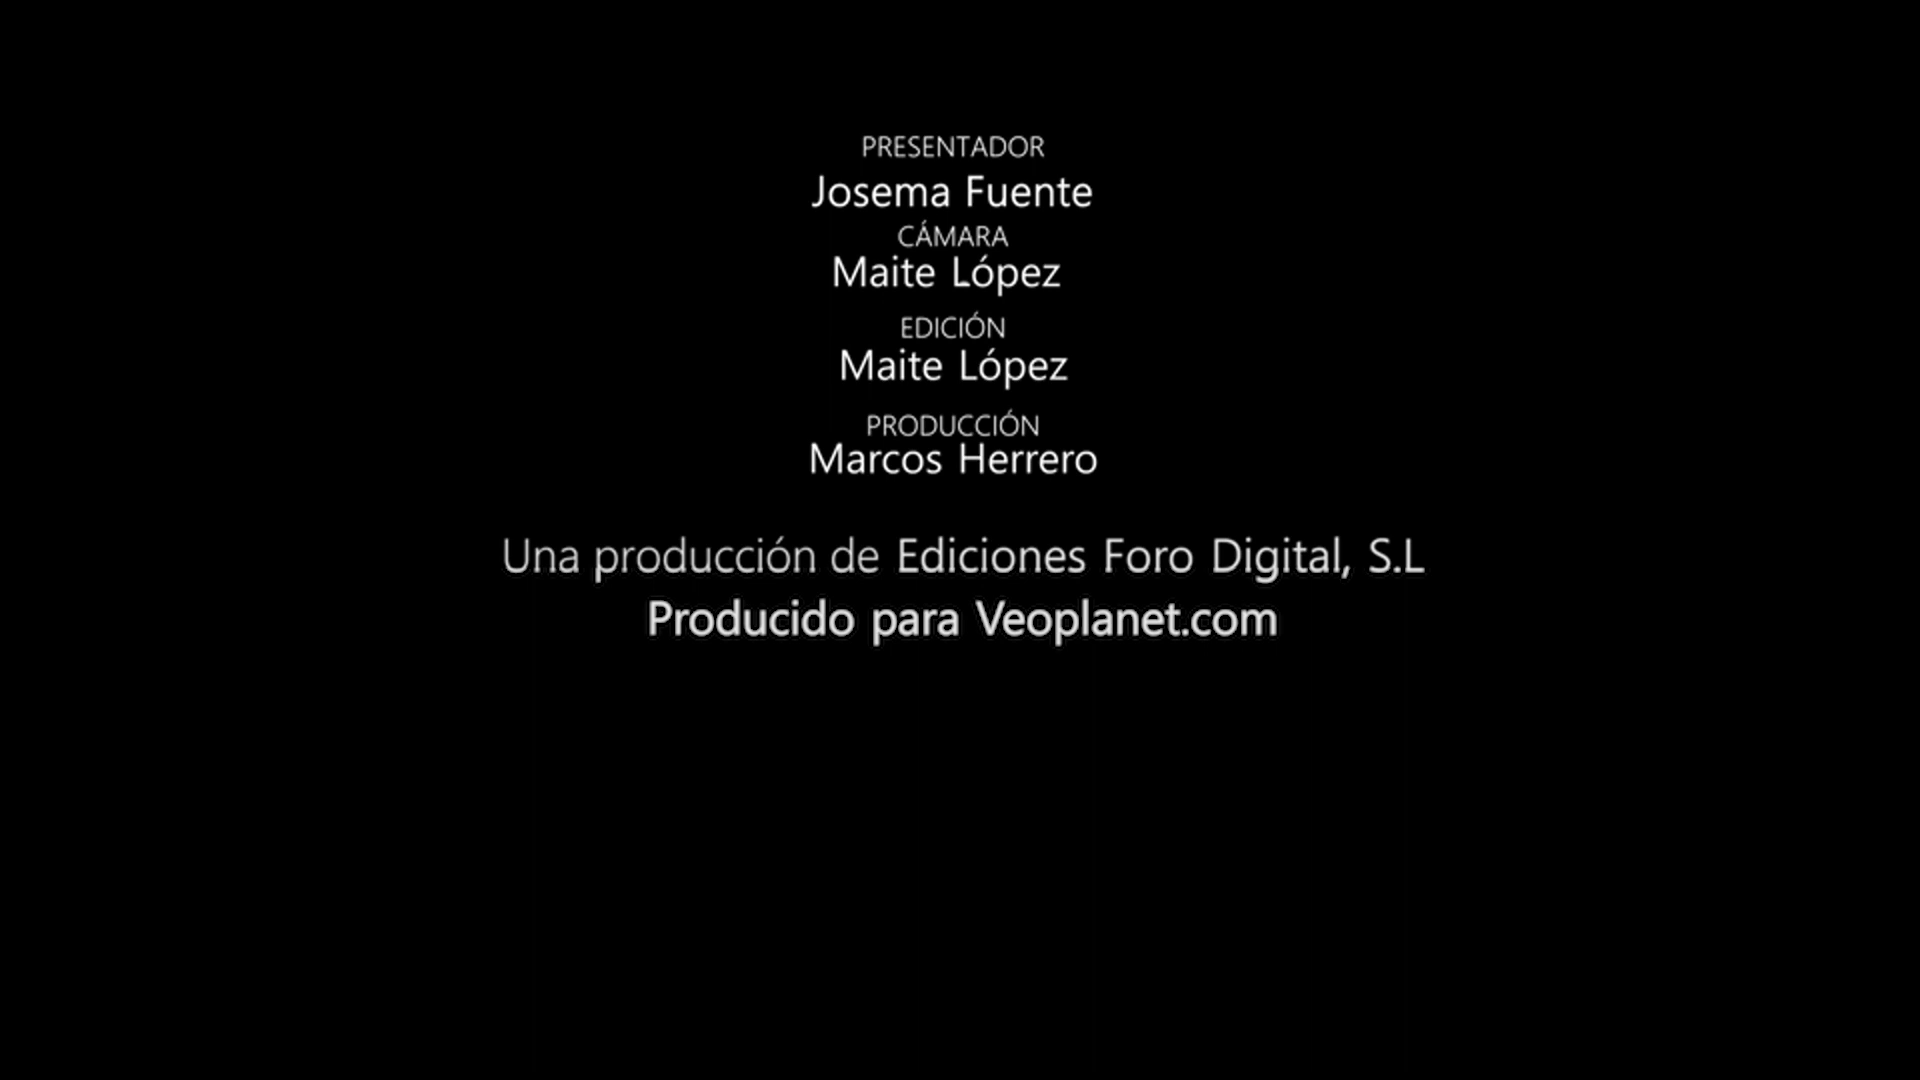 PRESENTADOR
Josema Fuente
CÁMARA
Maite López
EDICIÓN
Maite López
PRODUCCIÓN
Marcos Herrero
Una producción de Ediciones Foro Digital, S.L
Producido para Veoplanet.com